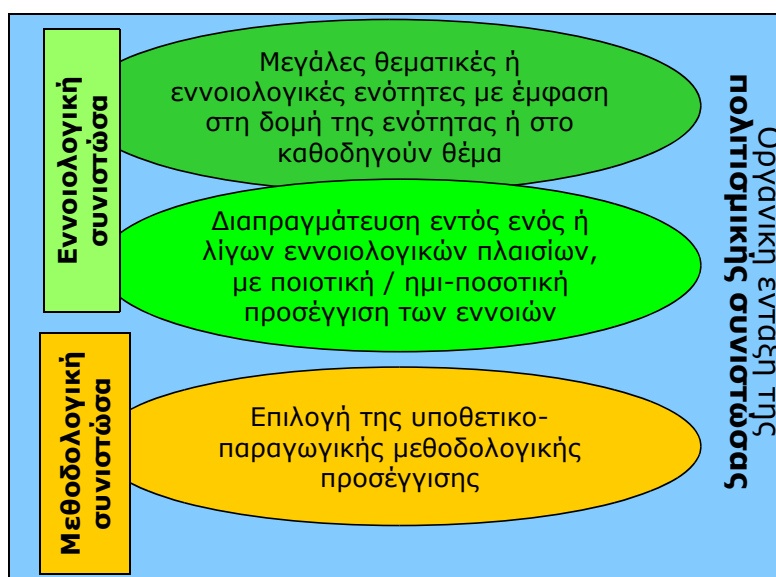 Εννοιολογική
συνιστώσα
Μεγάλες θεματικές ή
εννοιολογικές ενότητες με έμφαση
στη δομή της ενότητας ή στο
καθοδηγούν θέμα
Διαπραγμάτευση εντός ενός ή
λίγων εννοιολογικών πλαισίων,
με ποιοτική / ημι-ποσοτική
προσέγγιση των εννοιών
Μεθοδολογική
συνιστώσα
Επιλογή της υποθετικο-
παραγωγικής μεθοδολογικής
προσέγγισης
Οργανική ένταξη της
πολιτισμικής συνιστώσας